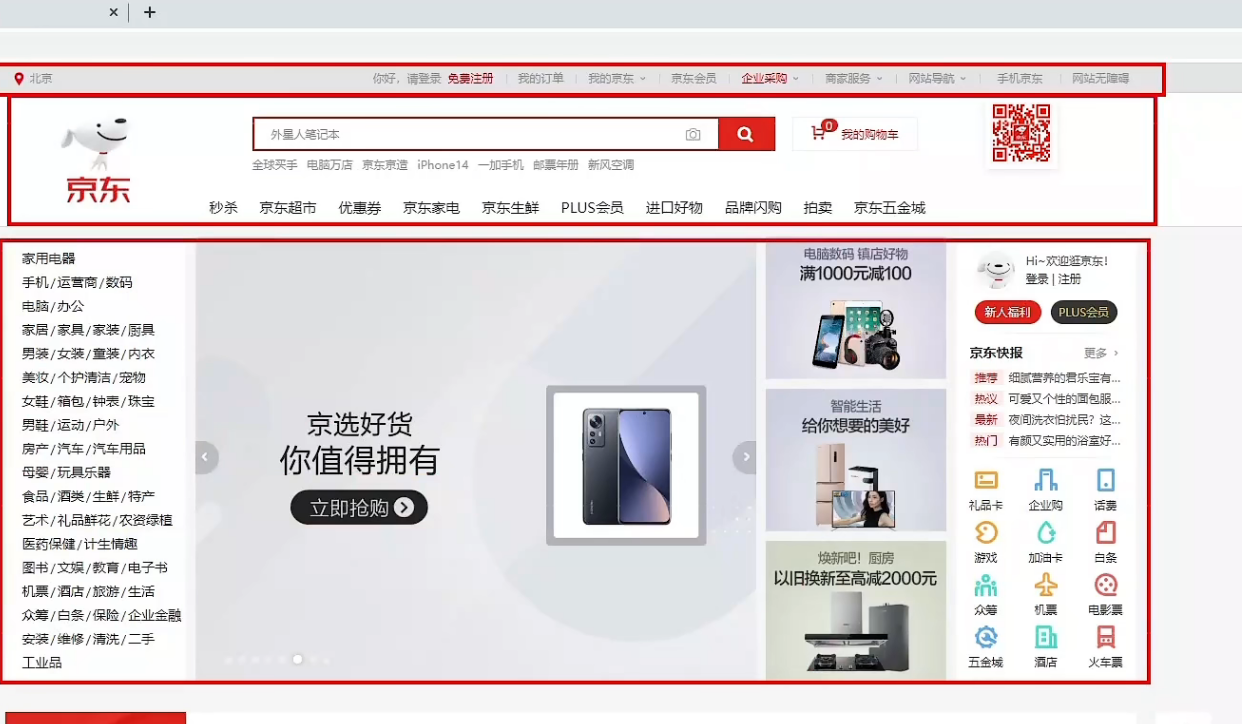 北京
你好，请登录 免费注册 我的订单 我的京东 京东会员 企业采购 商家服务 网站导航 手机京东 网站无障碍
京东
外星人笔记本
0
我的购物车
全球买手 电脑万店 京东京造 iPhone14 一加手机 邮票年册 新风空调
秒杀 京东超市 优惠券 京东家电 京东生鲜 PLUS会员 进口好物 品牌闪购 拍卖 京东五金城
家用电器
手机/运营商/数码
电脑/办公
家居/家具/家装/厨具
男装/女装/童装/内衣
美妆/个护清洁/宠物
女鞋/箱包/钟表/珠宝
男鞋/运动/户外
房产/汽车/汽车用品
母婴/玩具乐器
食品/酒类/生鲜/特产
艺术/礼品鲜花/农资绿植
医药保健/计生情趣
图书/文娱/教育/电子书
机票/酒店/旅游/生活
众筹/白条/保险/企业金融
安装/维修/清洗/二手
工业品
京选好货
你值得拥有
立即抢购
电脑数码 镇店好物
满1000元减100
智能生活
给你想要的美好
焕新吧！厨房
以旧换新至高减2000元
Hi~欢迎逛京东!
登录 | 注册
新人福利 PLUS会员
京东快报 更多
推荐 细腻营养的君乐宝有...
热议 可爱又个性的面包服...
最新 夜间洗衣怕扰民？这...
热门 有颜又实用的浴室好...
礼品卡 企业购 话费
游戏 加油卡 白条
众筹 机票 电影票
五金城 酒店 火车票